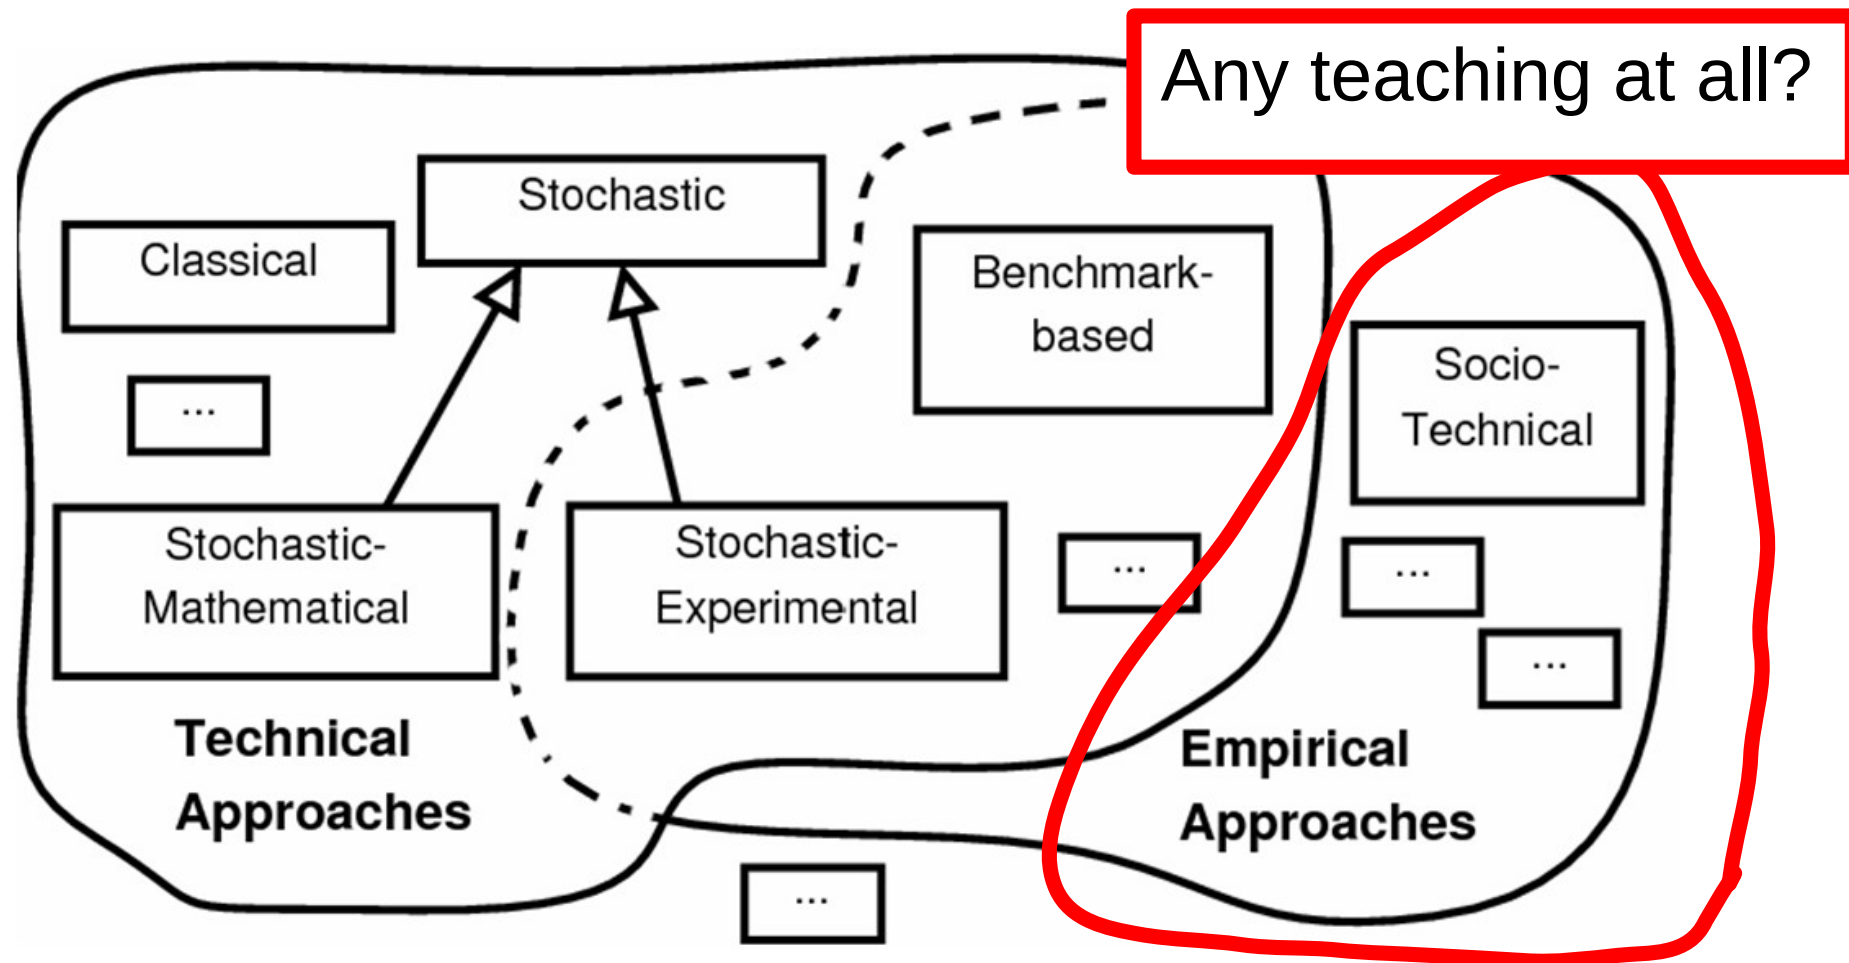 Any teaching at all?
Stochastic
Classical
Benchmark-
based
Socio-
Technical
...
Stochastic-
Mathematical
Stochastic-
Experimental
...
...
...
Technical
Approaches
Empirical
Approaches
...